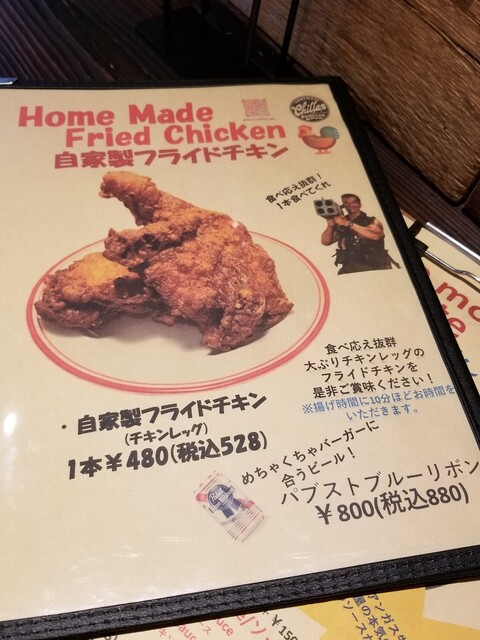 Home Made
Fried Chicken
自家製フライドチキン
Chillax
食べ応え抜群！
1本食べてくれ
食べ応え抜群
大ぶりチキンレッグの
フライドチキンを
是非ご賞味ください！
※揚げ時間に10分ほどお時間を
いただきます。
・自家製フライドチキン
(チキンレッグ)
1本￥480(税込528)
めちゃくちゃバーガーに
合うビール！
パブストブルーリボン
￥800(税込880)